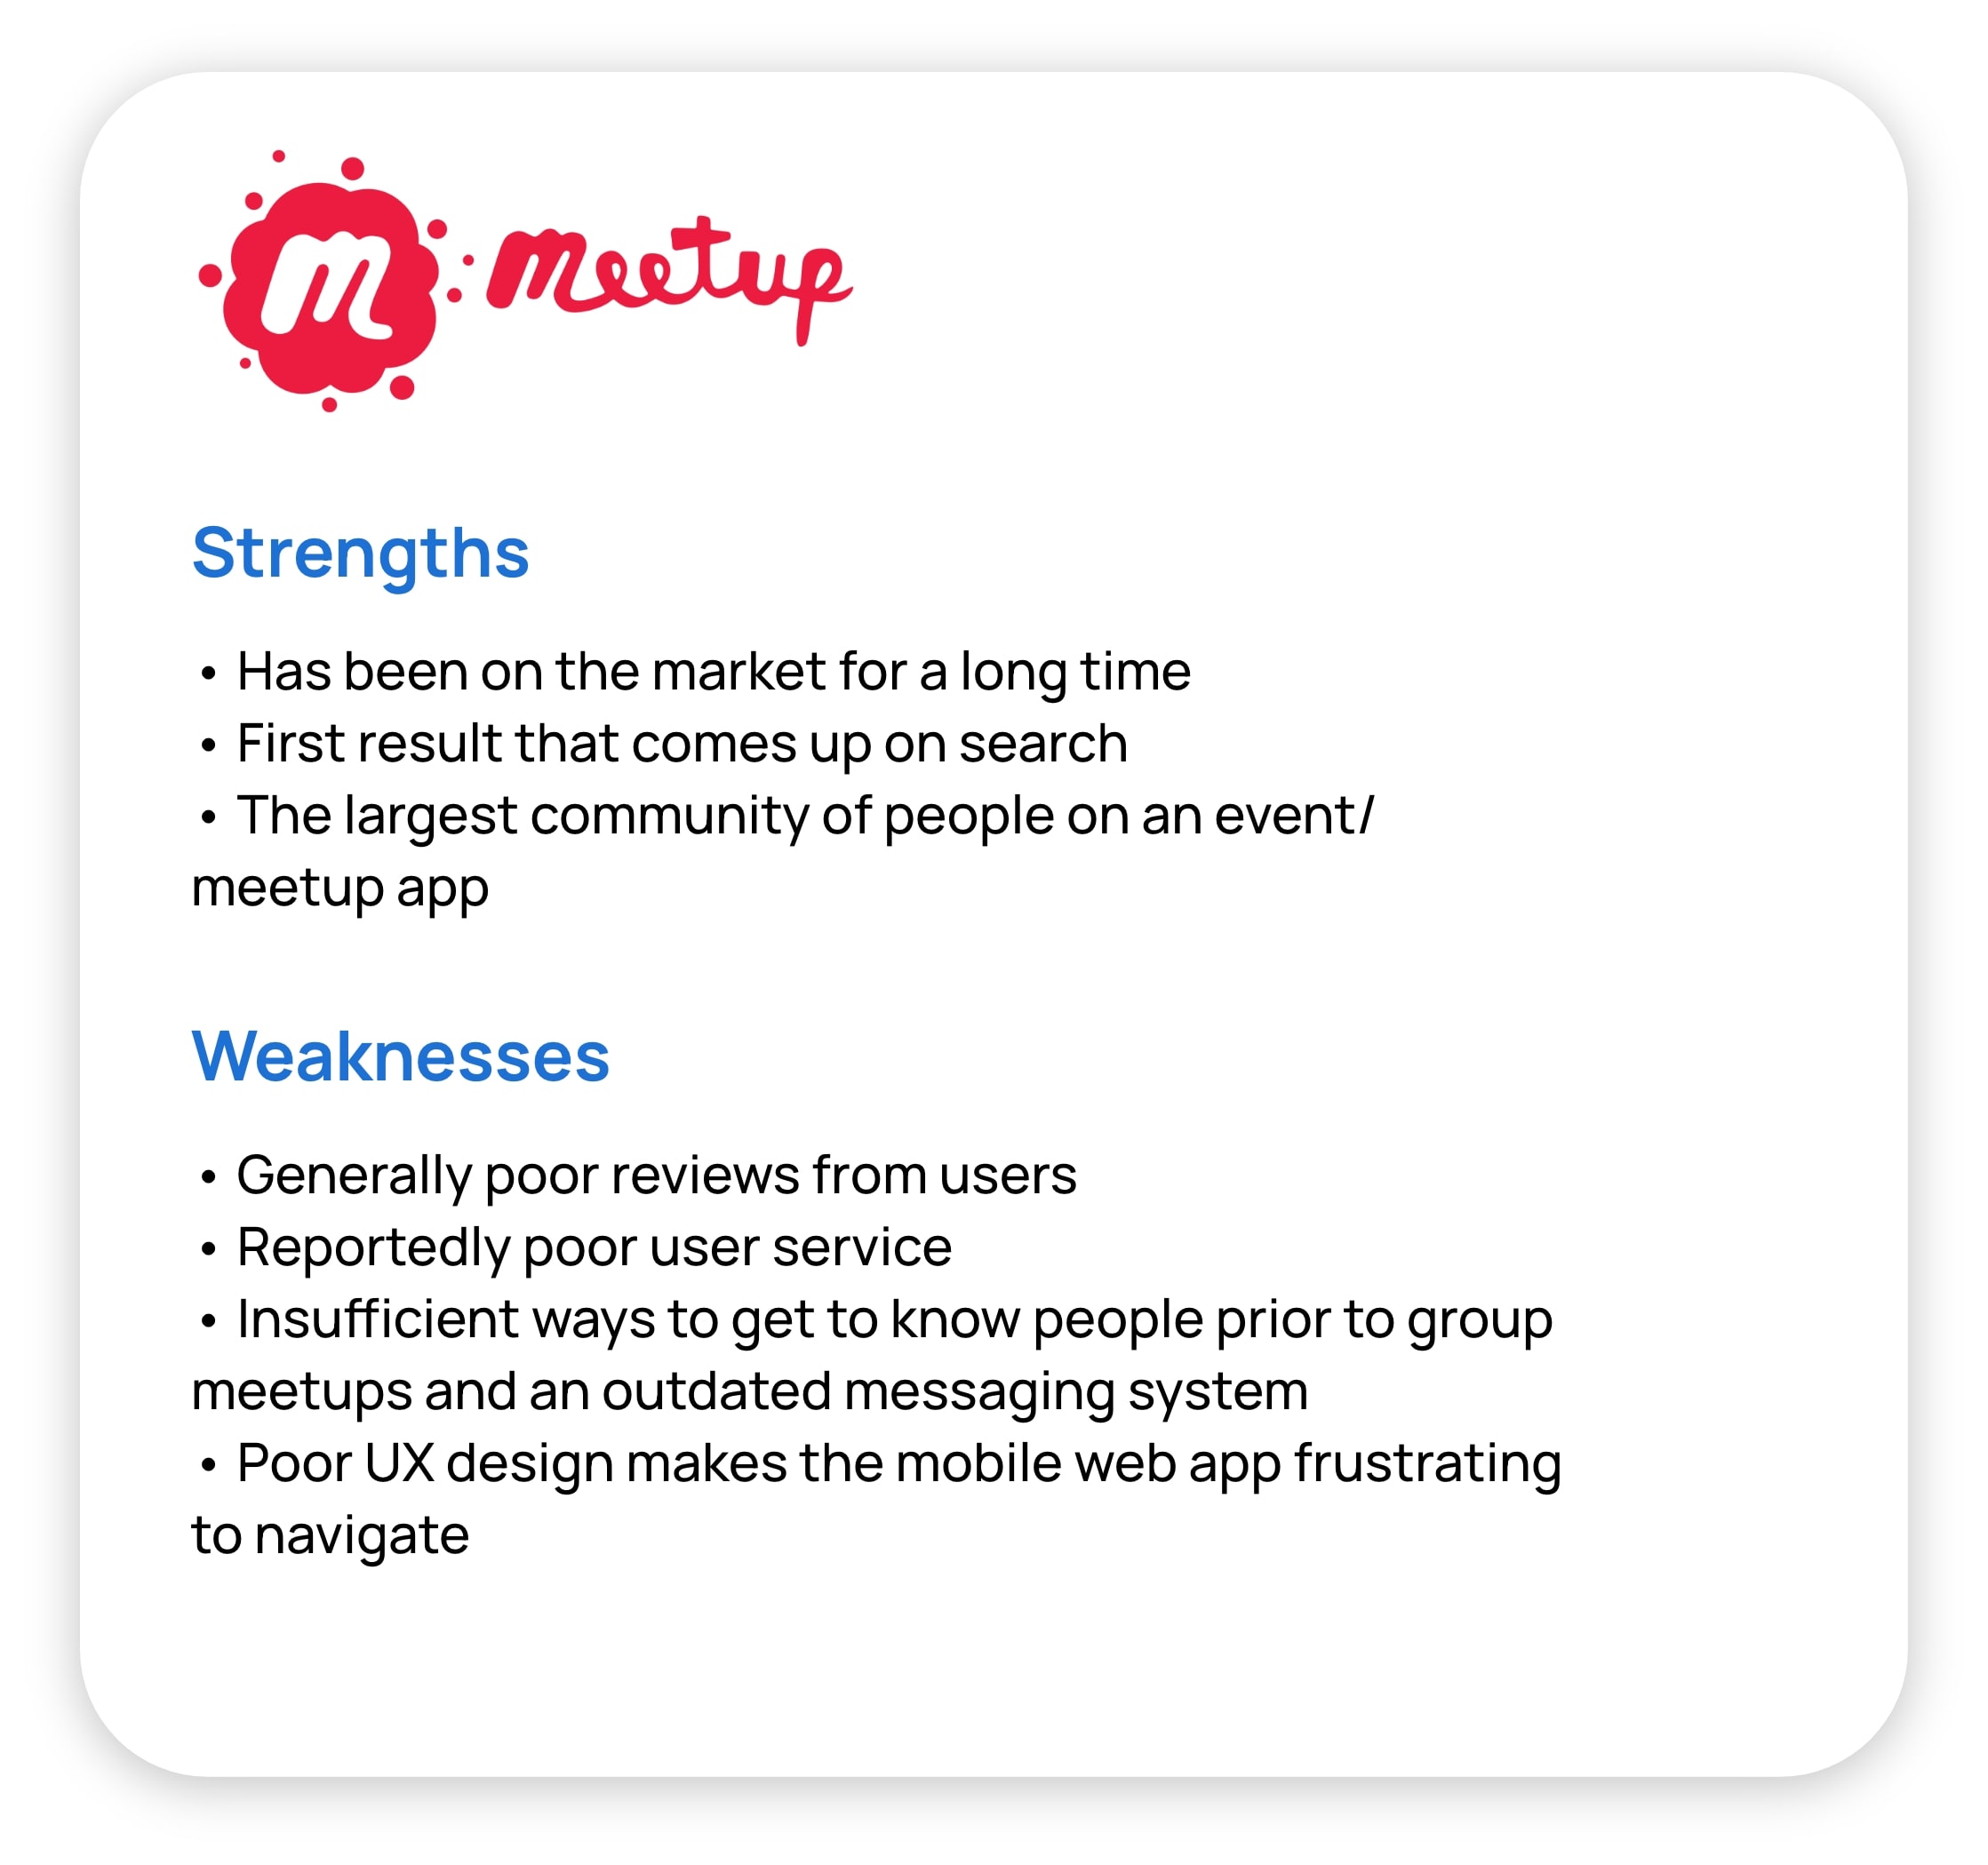 M meetup
Strengths
• Has been on the market for a long time
• First result that comes up on search
• The largest community of people on an event/
meetup app
Weaknesses
• Generally poor reviews from users
• Reportedly poor user service
• Insufficient ways to get to know people prior to group
meetups and an outdated messaging system
• Poor UX design makes the mobile web app frustrating
to navigate